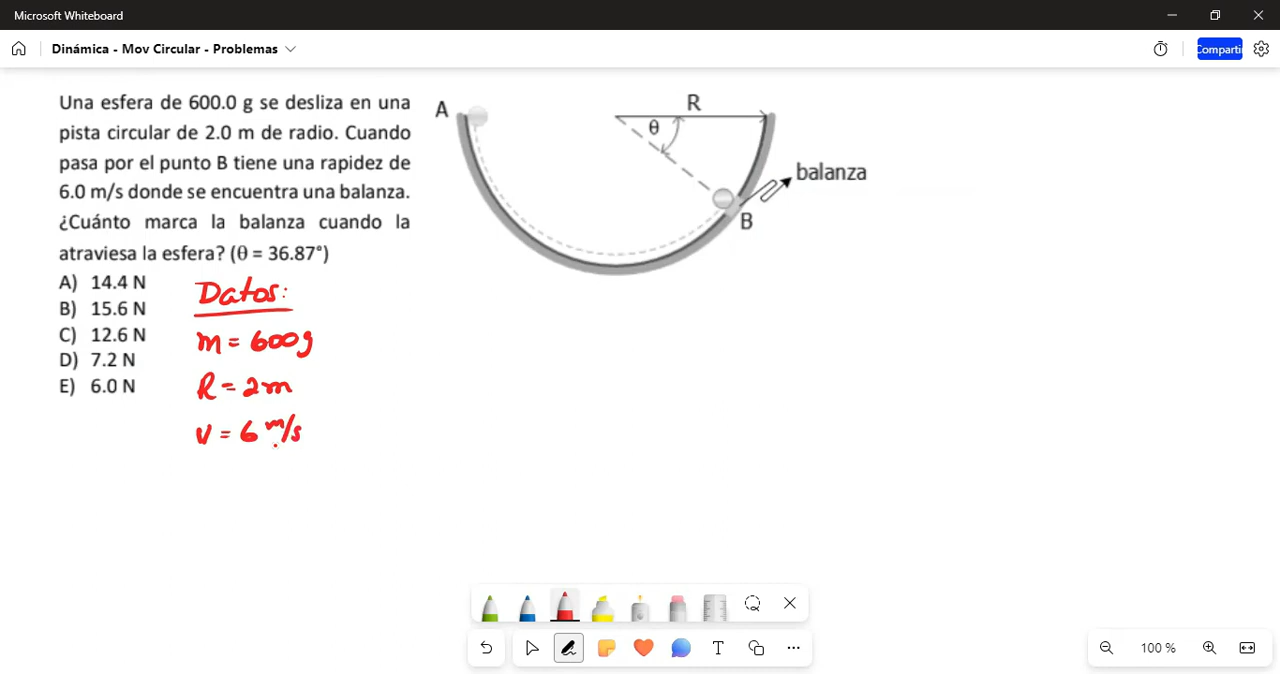 Microsoft Whiteboard
Dinámica - Mov Circular - Problemas
Compartir
Una esfera de 600.0 g se desliza en una
pista circular de 2.0 m de radio. Cuando
pasa por el punto B tiene una rapidez de
6.0 m/s donde se encuentra una balanza.
¿Cuánto marca la balanza cuando la
atraviesa la esfera? (θ = 36.87°)
A) 14.4 N
B) 15.6 N
C) 12.6 N
D) 7.2 N
E) 6.0 N
Datos:
m = 600g
R = 2m
v = 6 m/s
A
R
θ
balanza
B
T
100 %